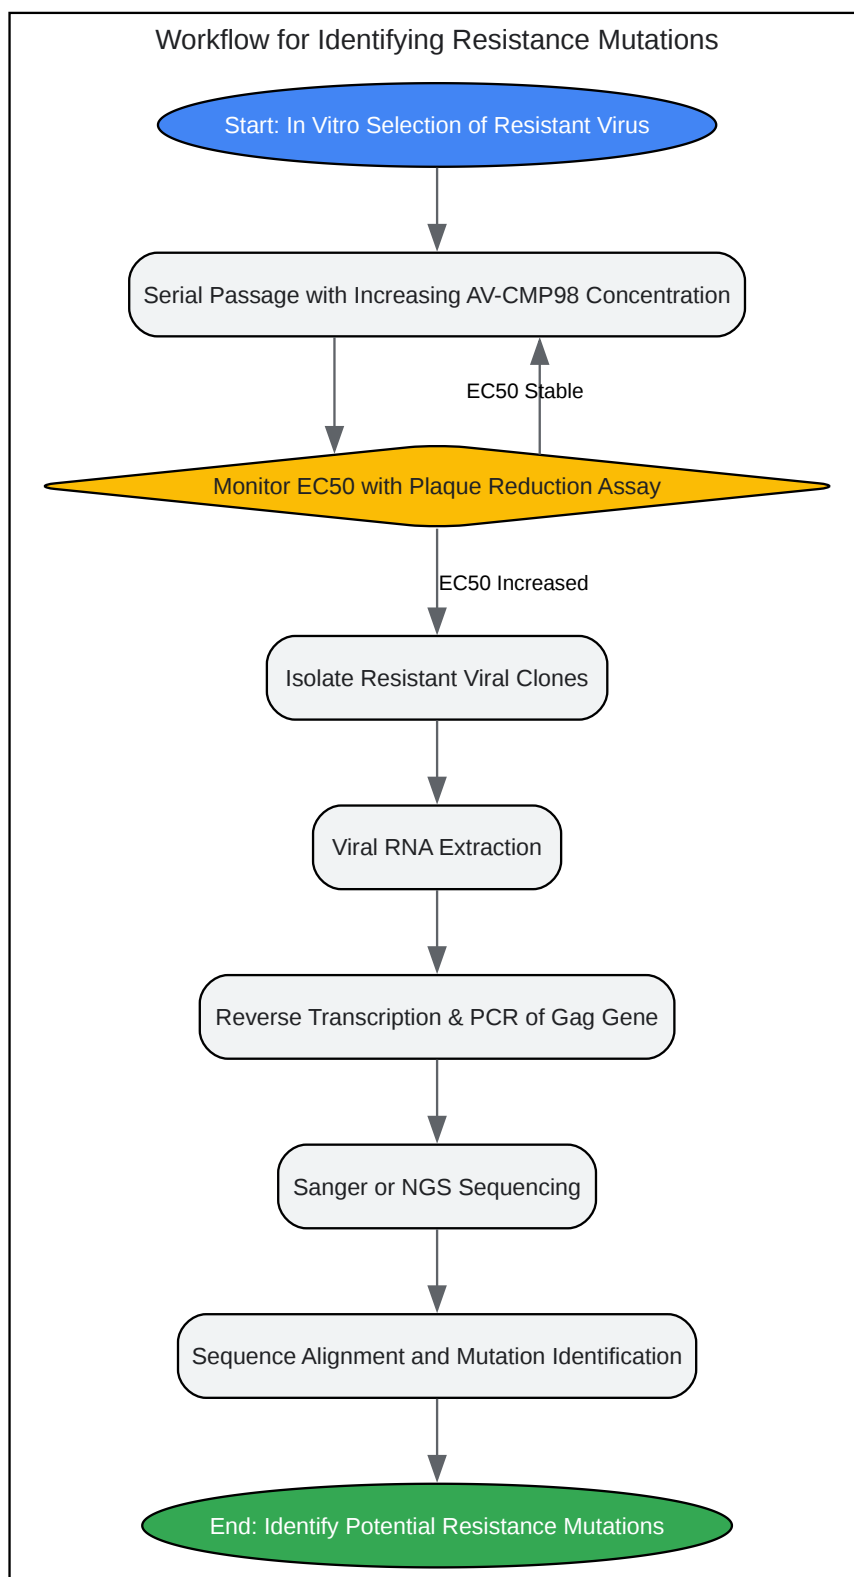 Workflow for Identifying Resistance Mutations
Start: In Vitro Selection of Resistant Virus
Serial Passage with Increasing AV-CMP98 Concentration
EC50 Stable
Monitor EC50 with Plaque Reduction Assay
EC50 Increased
Isolate Resistant Viral Clones
Viral RNA Extraction
Reverse Transcription & PCR of Gag Gene
Sanger or NGS Sequencing
Sequence Alignment and Mutation Identification
End: Identify Potential Resistance Mutations